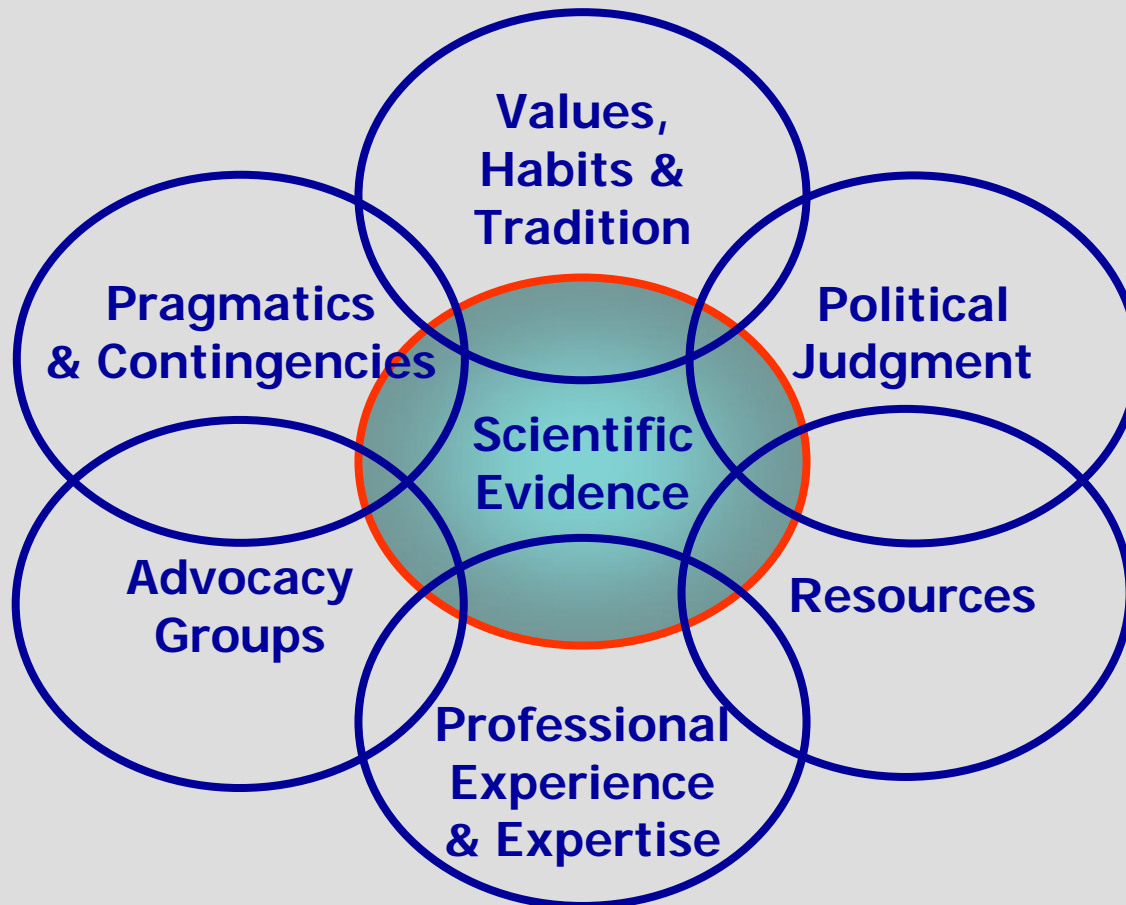 Values,
Habits &
Tradition
Pragmatics
& Contingencies
Political
Judgment
Scientific
Evidence
Advocacy
Groups
Resources
Professional
Experience
& Expertise